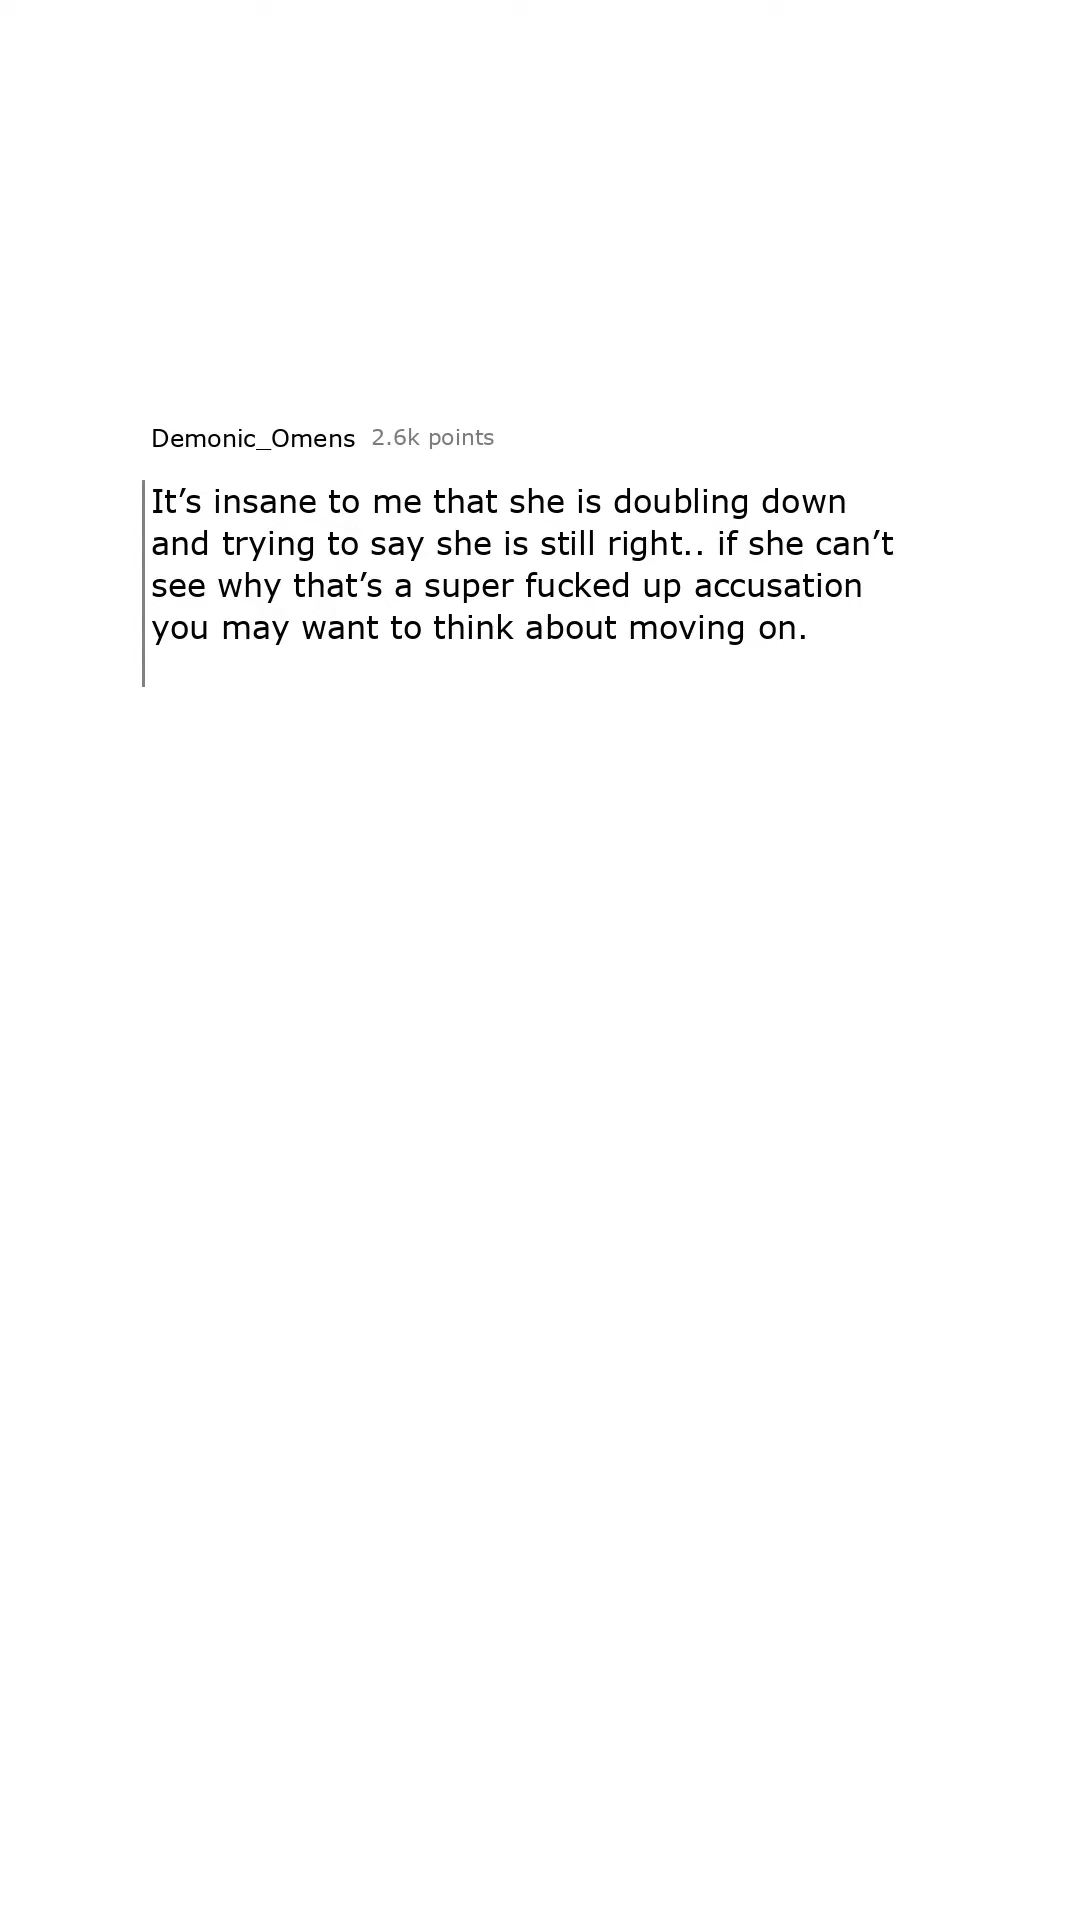 Demonic_Omens 2.6k points
It’s insane to me that she is doubling down
and trying to say she is still right.. if she can’t
see why that’s a super fucked up accusation
you may want to think about moving on.